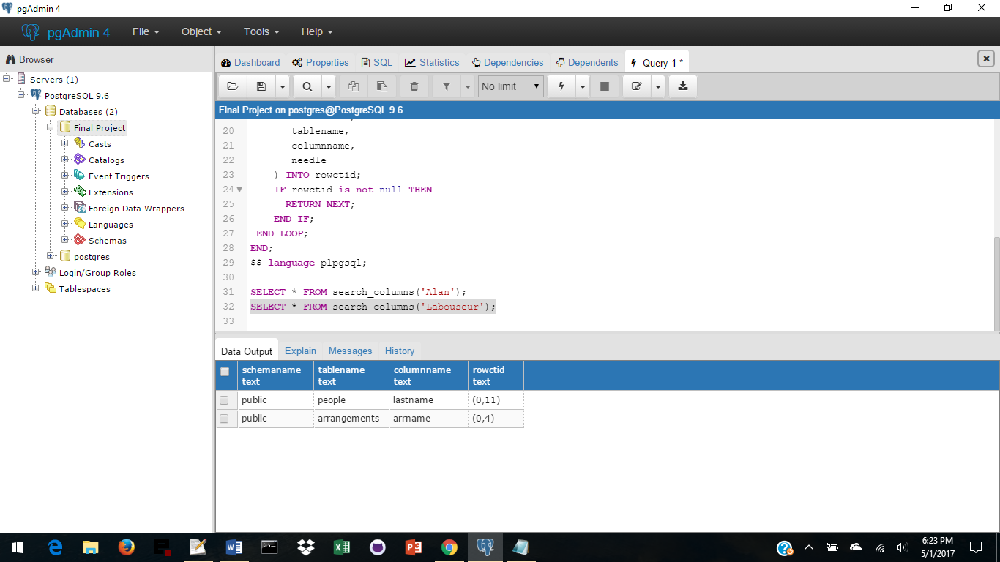 pgAdmin 4
pgAdmin 4 File Object Tools Help
Browser
Dashboard Properties SQL Statistics Dependencies Dependents Query-1 *
Servers (1)
PostgreSQL 9.6
Databases (2)
Final Project
Casts
Catalogs
Event Triggers
Extensions
Foreign Data Wrappers
Languages
Schemas
postgres
Login/Group Roles
Tablespaces
No limit
Final Project on postgres@PostgreSQL 9.6
20 tablename,
21 columnname,
22 needle
23 ) INTO rowctid;
24 IF rowctid is not null THEN
25 RETURN NEXT;
26 END IF;
27 END LOOP;
28 END;
29 $$ language plpgsql;
30
31 SELECT * FROM search_columns('Alan');
32 SELECT * FROM search_columns('Labouseur');
33
Data Output Explain Messages History
schemaname text tablename text columnname text rowctid text
public people lastname (0,11)
public arrangements arrname (0,4)
6:23 PM
5/1/2017